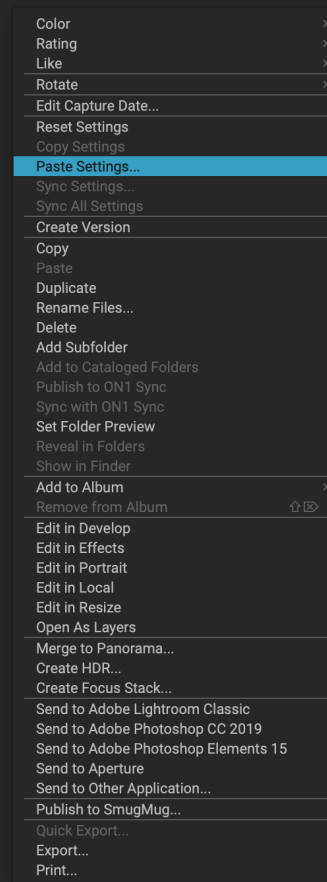 Color
Rating
Like
Rotate
Edit Capture Date...
Reset Settings
Copy Settings
Paste Settings...
Sync Settings...
Sync All Settings
Create Version
Copy
Paste
Duplicate
Rename Files...
Delete
Add Subfolder
Add to Cataloged Folders
Publish to ON1 Sync
Sync with ON1 Sync
Set Folder Preview
Reveal in Folders
Show in Finder
Add to Album
Remove from Album ⇧⌦
Edit in Develop
Edit in Effects
Edit in Portrait
Edit in Local
Edit in Resize
Open As Layers
Merge to Panorama...
Create HDR...
Create Focus Stack...
Send to Adobe Lightroom Classic
Send to Adobe Photoshop CC 2019
Send to Adobe Photoshop Elements 15
Send to Aperture
Send to Other Application...
Publish to SmugMug...
Quick Export...
Export...
Print...